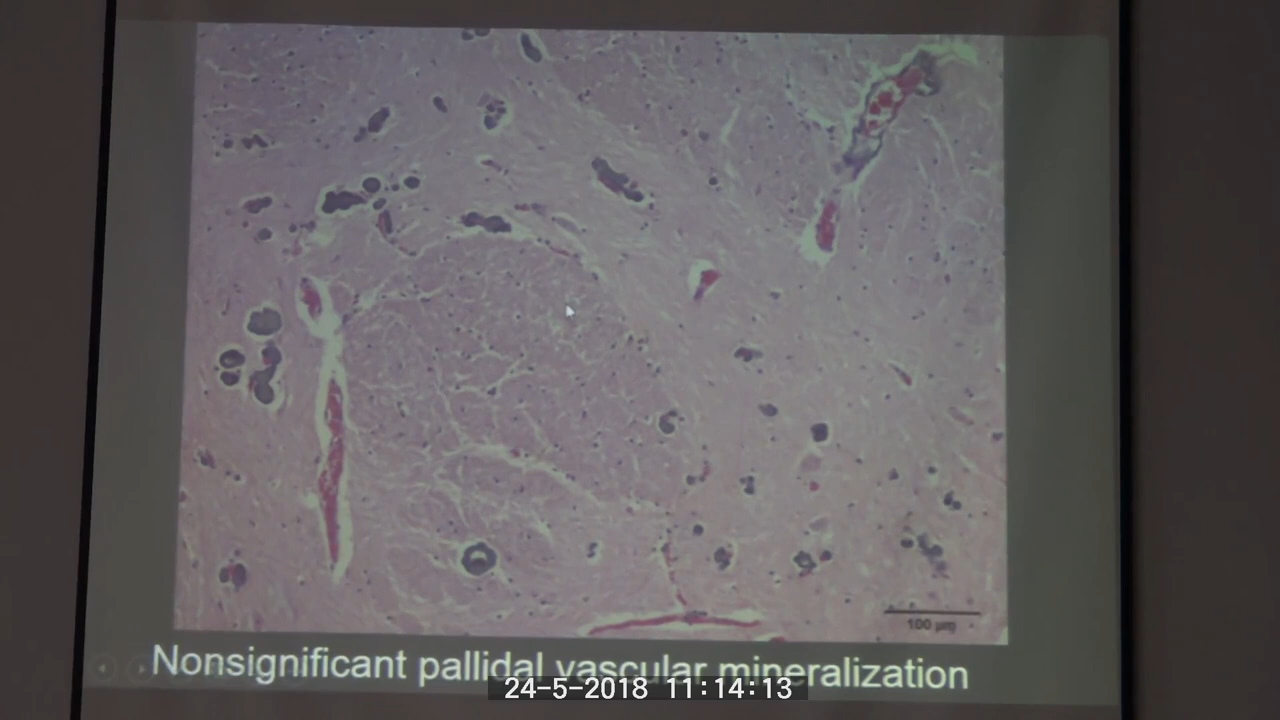 100 µm
Nonsignificant pallidal vascular mineralization
24-5-2018 11:14:13